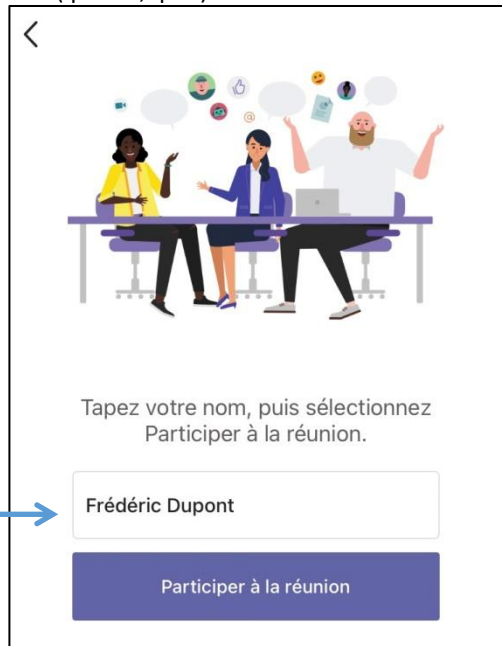 Tapez votre nom, puis sélectionnez
Participer à la réunion.
Frédéric Dupont
Participer à la réunion